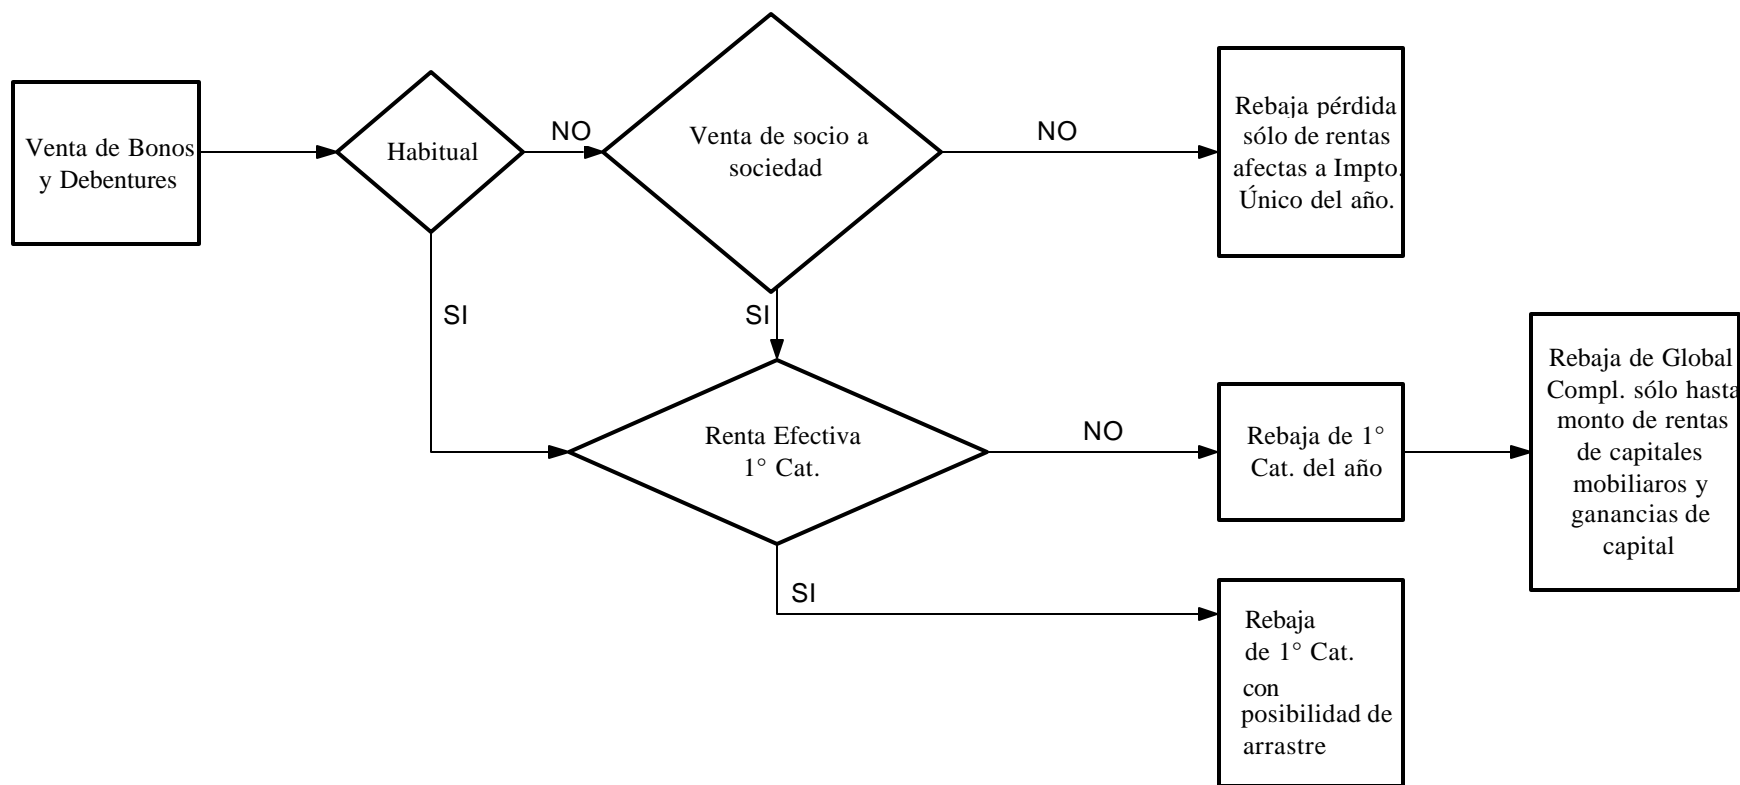 Venta de Bonos
y Debentures
Habitual
NO
Venta de socio a
sociedad
NO
Rebaja pérdida
sólo de rentas
afectas a Impto.
Único del año.
SI
SI
Renta Efectiva
1° Cat.
NO
Rebaja de 1°
Cat. del año
Rebaja de Global
Compl. sólo hasta
monto de rentas
de capitales
mobiliaros y
ganancias de
capital
SI
Rebaja
de 1° Cat.
con
posibilidad de
arrastre